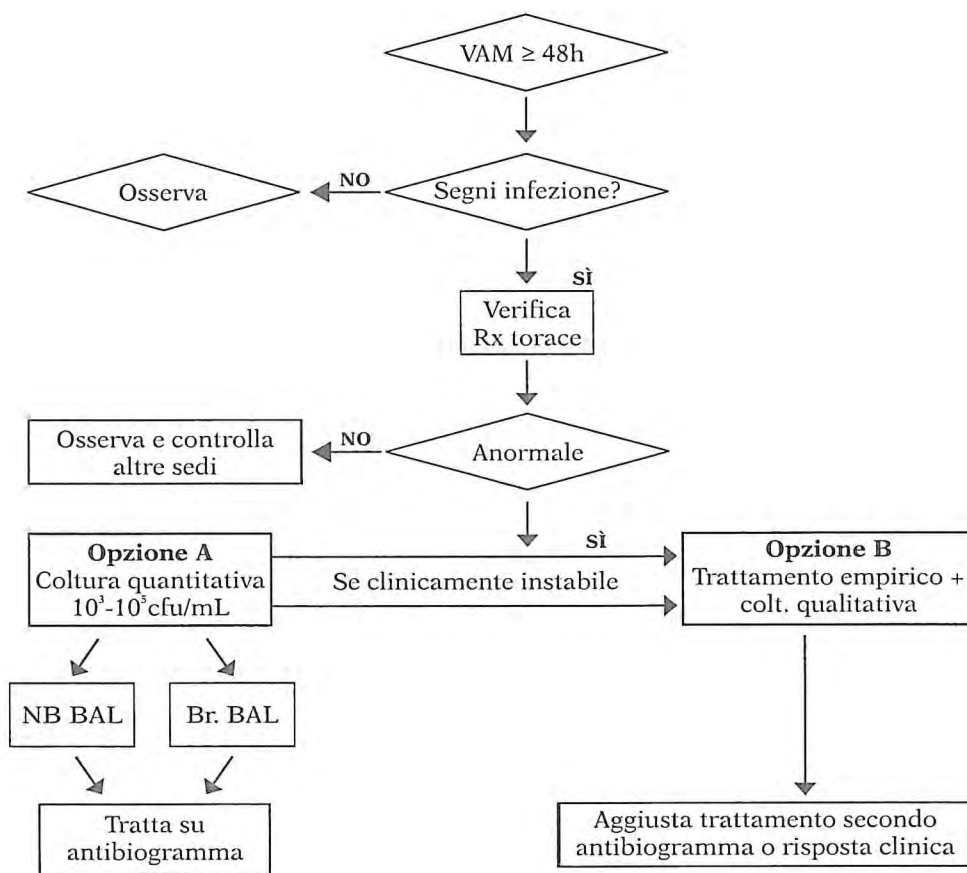 VAM ≥ 48h
Osserva
NO
Segni infezione?
SÌ
Verifica
Rx torace
Osserva e controlla
altre sedi
NO
Anormale
SÌ
Opzione A
Coltura quantitativa
10³-10⁵cfu/mL
Se clinicamente instabile
Opzione B
Trattamento empirico +
colt. qualitativa
NB BAL
Br. BAL
Tratta su
antibiogramma
Aggiusta trattamento secondo
antibiogramma o risposta clinica